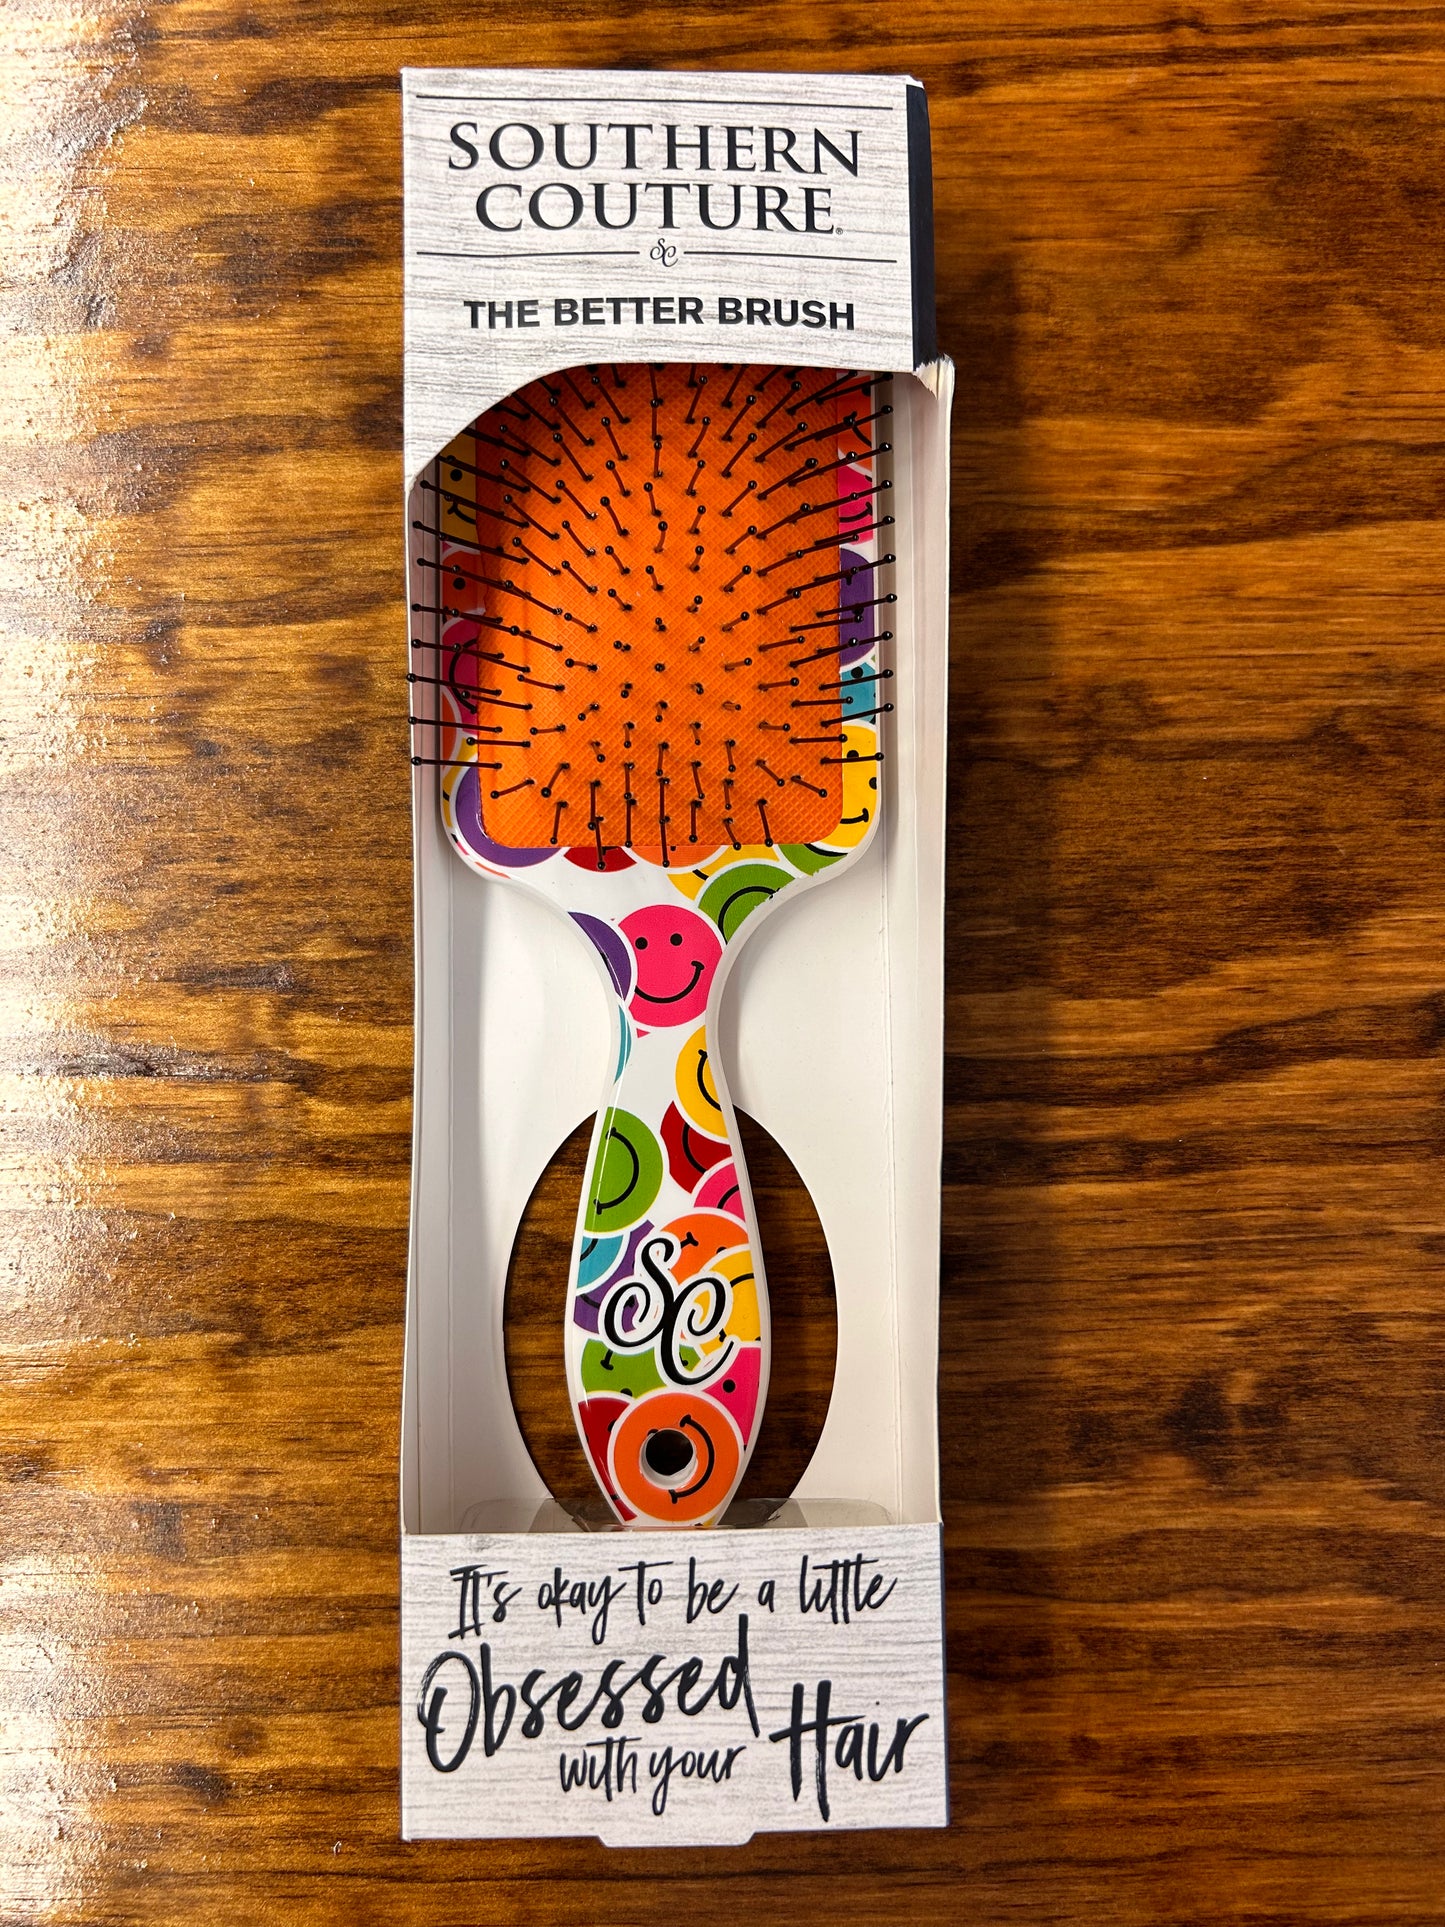 SOUTHERN
COUTURE®
SC
THE BETTER BRUSH
SC
It's okay to be a little
Obsessed
with your Hair